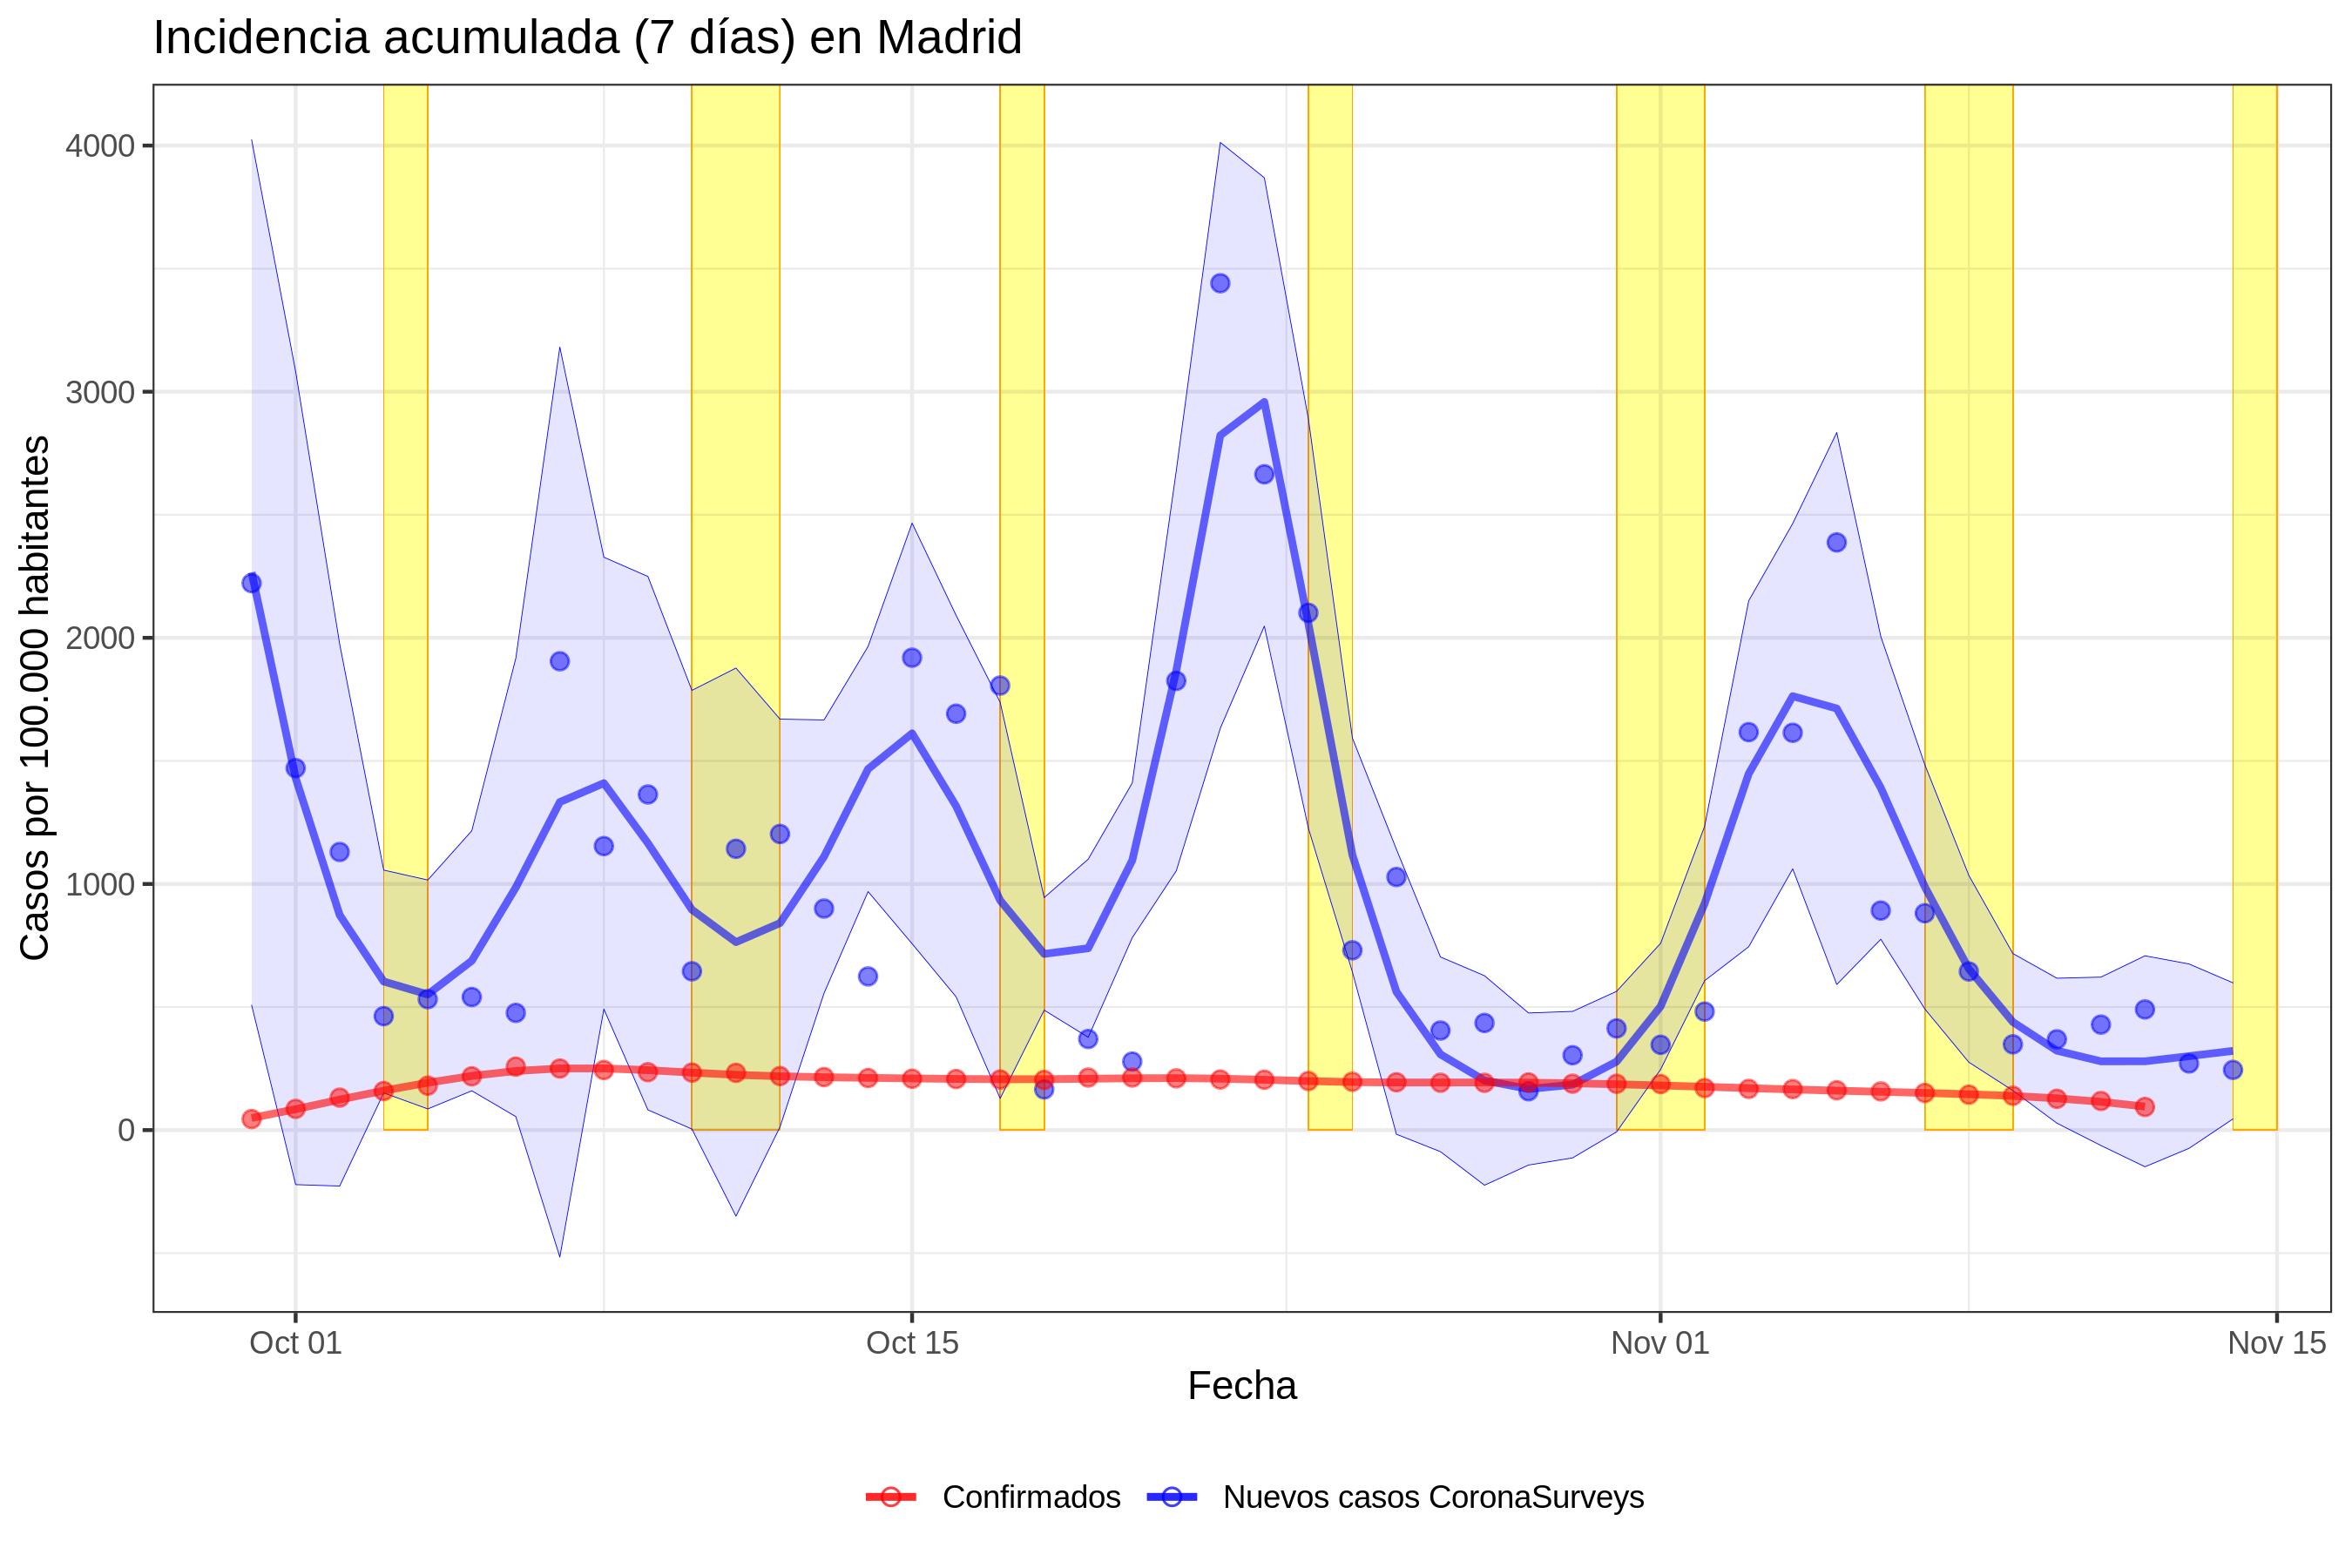 Incidencia acumulada (7 días) en Madrid
Casos por 100.000 habitantes
4000
3000
2000
1000
0
Oct 01
Oct 15
Nov 01
Nov 15
Fecha
Confirmados
Nuevos casos CoronaSurveys